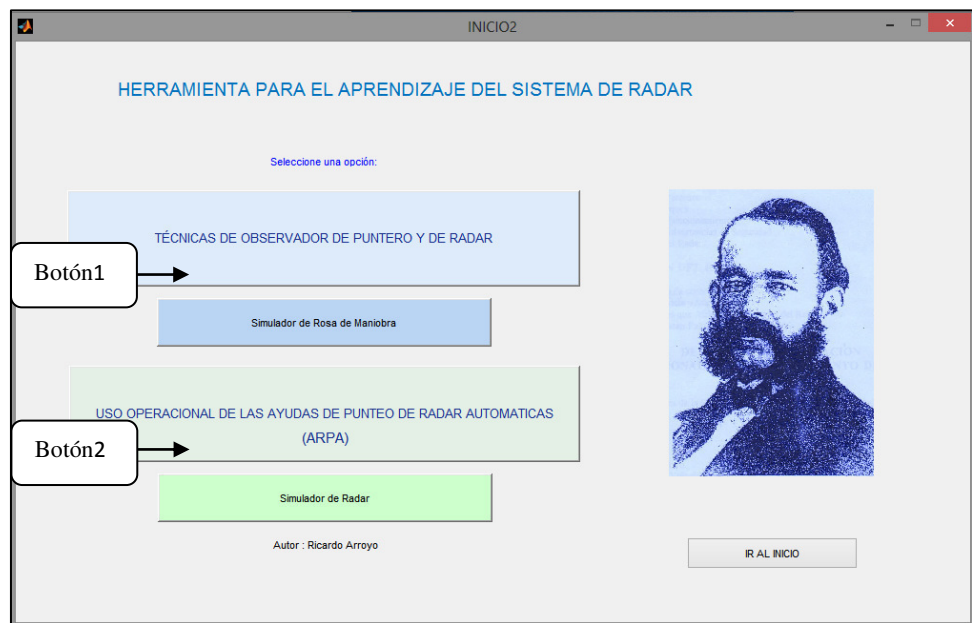 INICIO2
HERRAMIENTA PARA EL APRENDIZAJE DEL SISTEMA DE RADAR
Seleccione una opción:
TÉCNICAS DE OBSERVADOR DE PUNTERO Y DE RADAR
Botón1
Simulador de Rosa de Maniobra
USO OPERACIONAL DE LAS AYUDAS DE PUNTEO DE RADAR AUTOMATICAS
(ARPA)
Botón2
Simulador de Radar
Autor : Ricardo Arroyo
IR AL INICIO